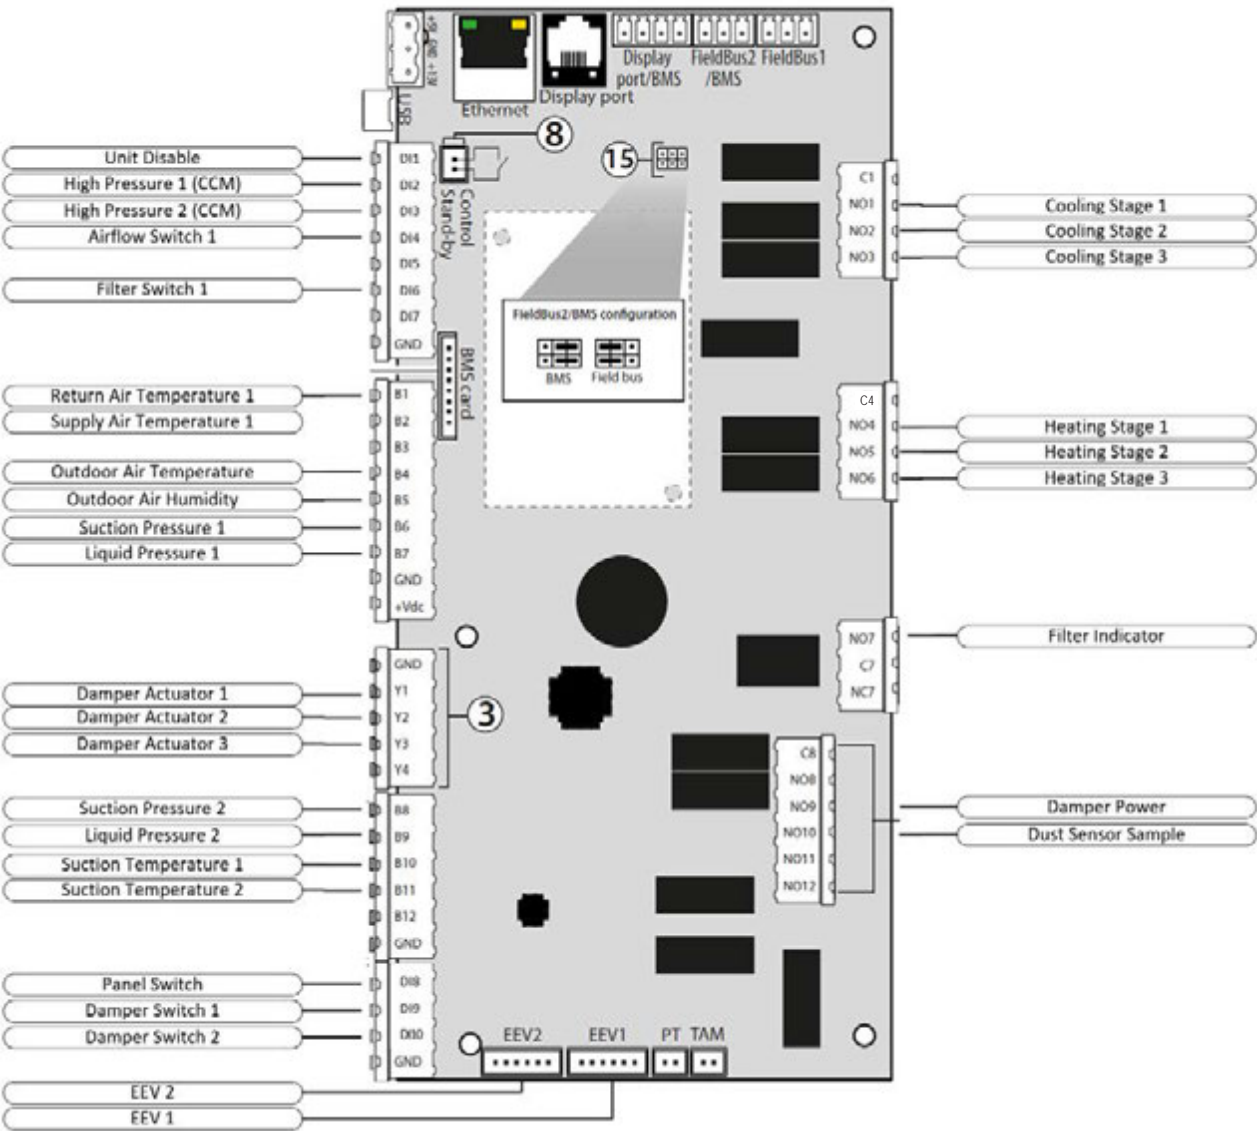 +5V GND +13V
USB
Ethernet
Display port
Display port/BMS
FieldBus2 /BMS
FieldBus1
8
15
Control Stand-by
BMS card
FieldBus2/BMS configuration
BMS
Field bus
Unit Disable
High Pressure 1 (CCM)
High Pressure 2 (CCM)
Airflow Switch 1
Filter Switch 1
DI1
DI2
DI3
DI4
DI5
DI6
DI7
GND
Return Air Temperature 1
Supply Air Temperature 1
Outdoor Air Temperature
Outdoor Air Humidity
Suction Pressure 1
Liquid Pressure 1
B1
B2
B3
B4
B5
B6
B7
GND
+Vdc
Damper Actuator 1
Damper Actuator 2
Damper Actuator 3
GND
Y1
Y2
Y3
Y4
3
Suction Pressure 2
Liquid Pressure 2
Suction Temperature 1
Suction Temperature 2
B8
B9
B10
B11
B12
GND
Panel Switch
Damper Switch 1
Damper Switch 2
DI8
DI9
DI10
GND
EEV2
EEV1
PT
TAM
EEV 2
EEV 1
C1
NO1
NO2
NO3
Cooling Stage 1
Cooling Stage 2
Cooling Stage 3
C4
NO4
NO5
NO6
Heating Stage 1
Heating Stage 2
Heating Stage 3
NO7
C7
NC7
Filter Indicator
C8
NO8
NO9
NO10
NO11
NO12
Damper Power
Dust Sensor Sample